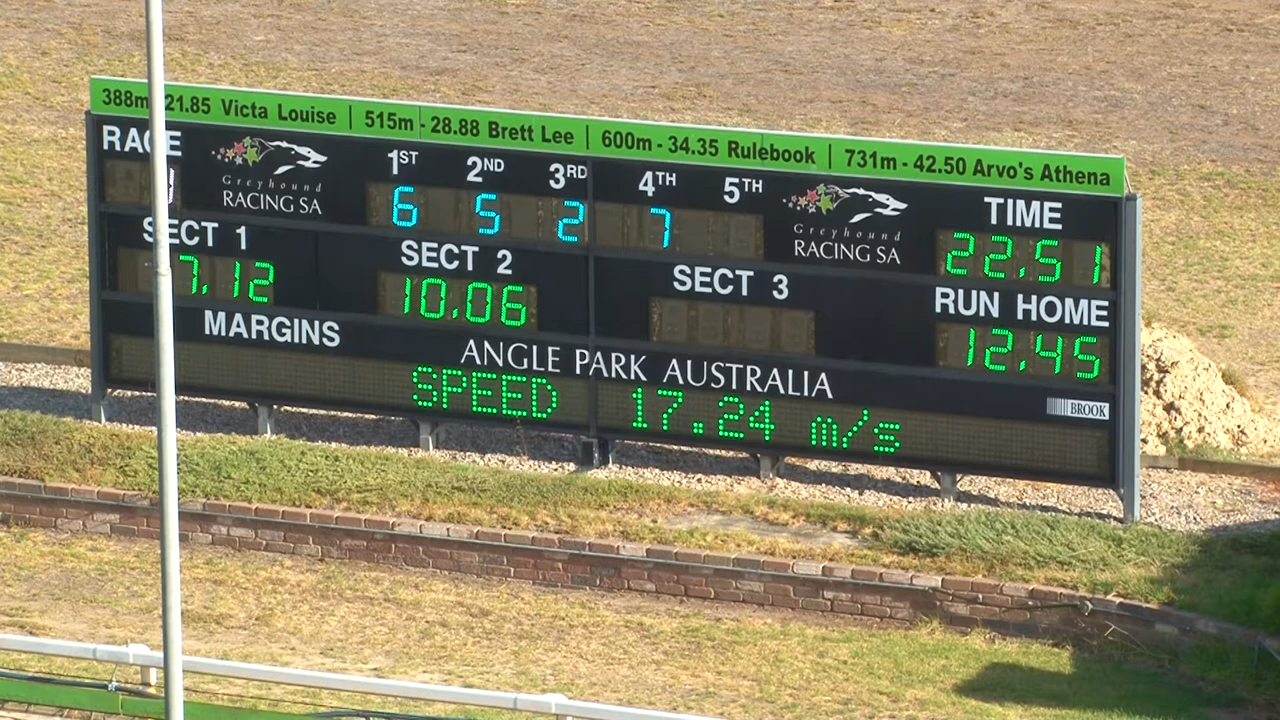 388m 21.85 Victa Louise | 515m - 28.88 Brett Lee | 600m - 34.35 Rulebook | 731m - 42.50 Arvo's Athena
RACE
Greyhound
RACING SA
1ST 2ND 3RD 4TH 5TH
6 5 2 7
Greyhound
RACING SA
TIME
22.51
SECT 1
7.12
SECT 2
10.06
SECT 3
RUN HOME
12.45
MARGINS
ANGLE PARK AUSTRALIA
BROOK
SPEED 17.24 m/s